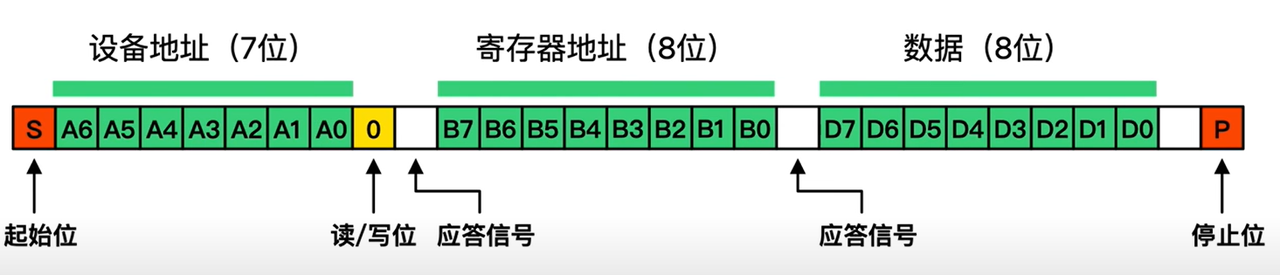 设备地址（7位） 寄存器地址（8位） 数据（8位）
S A6 A5 A4 A3 A2 A1 A0 0 B7 B6 B5 B4 B3 B2 B1 B0 D7 D6 D5 D4 D3 D2 D1 D0 P
起始位 读/写位 应答信号 应答信号 停止位